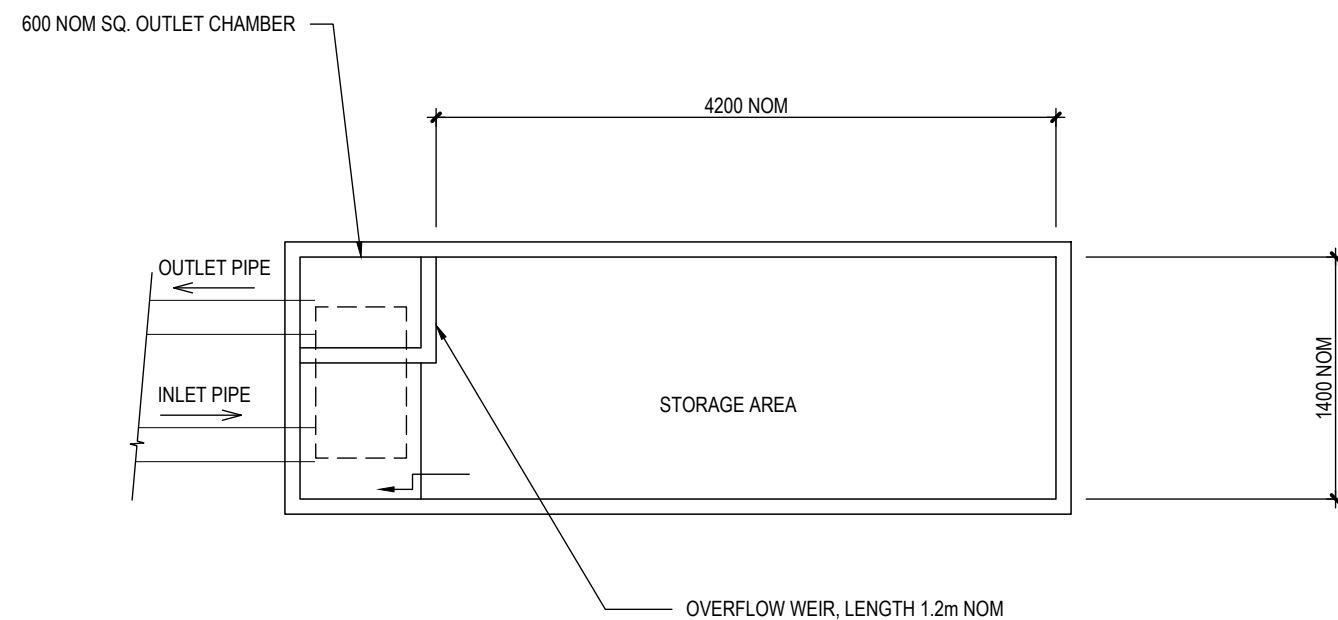 600 NOM SQ. OUTLET CHAMBER
4200 NOM
OUTLET PIPE
INLET PIPE
STORAGE AREA
1400 NOM
OVERFLOW WEIR, LENGTH 1.2m NOM